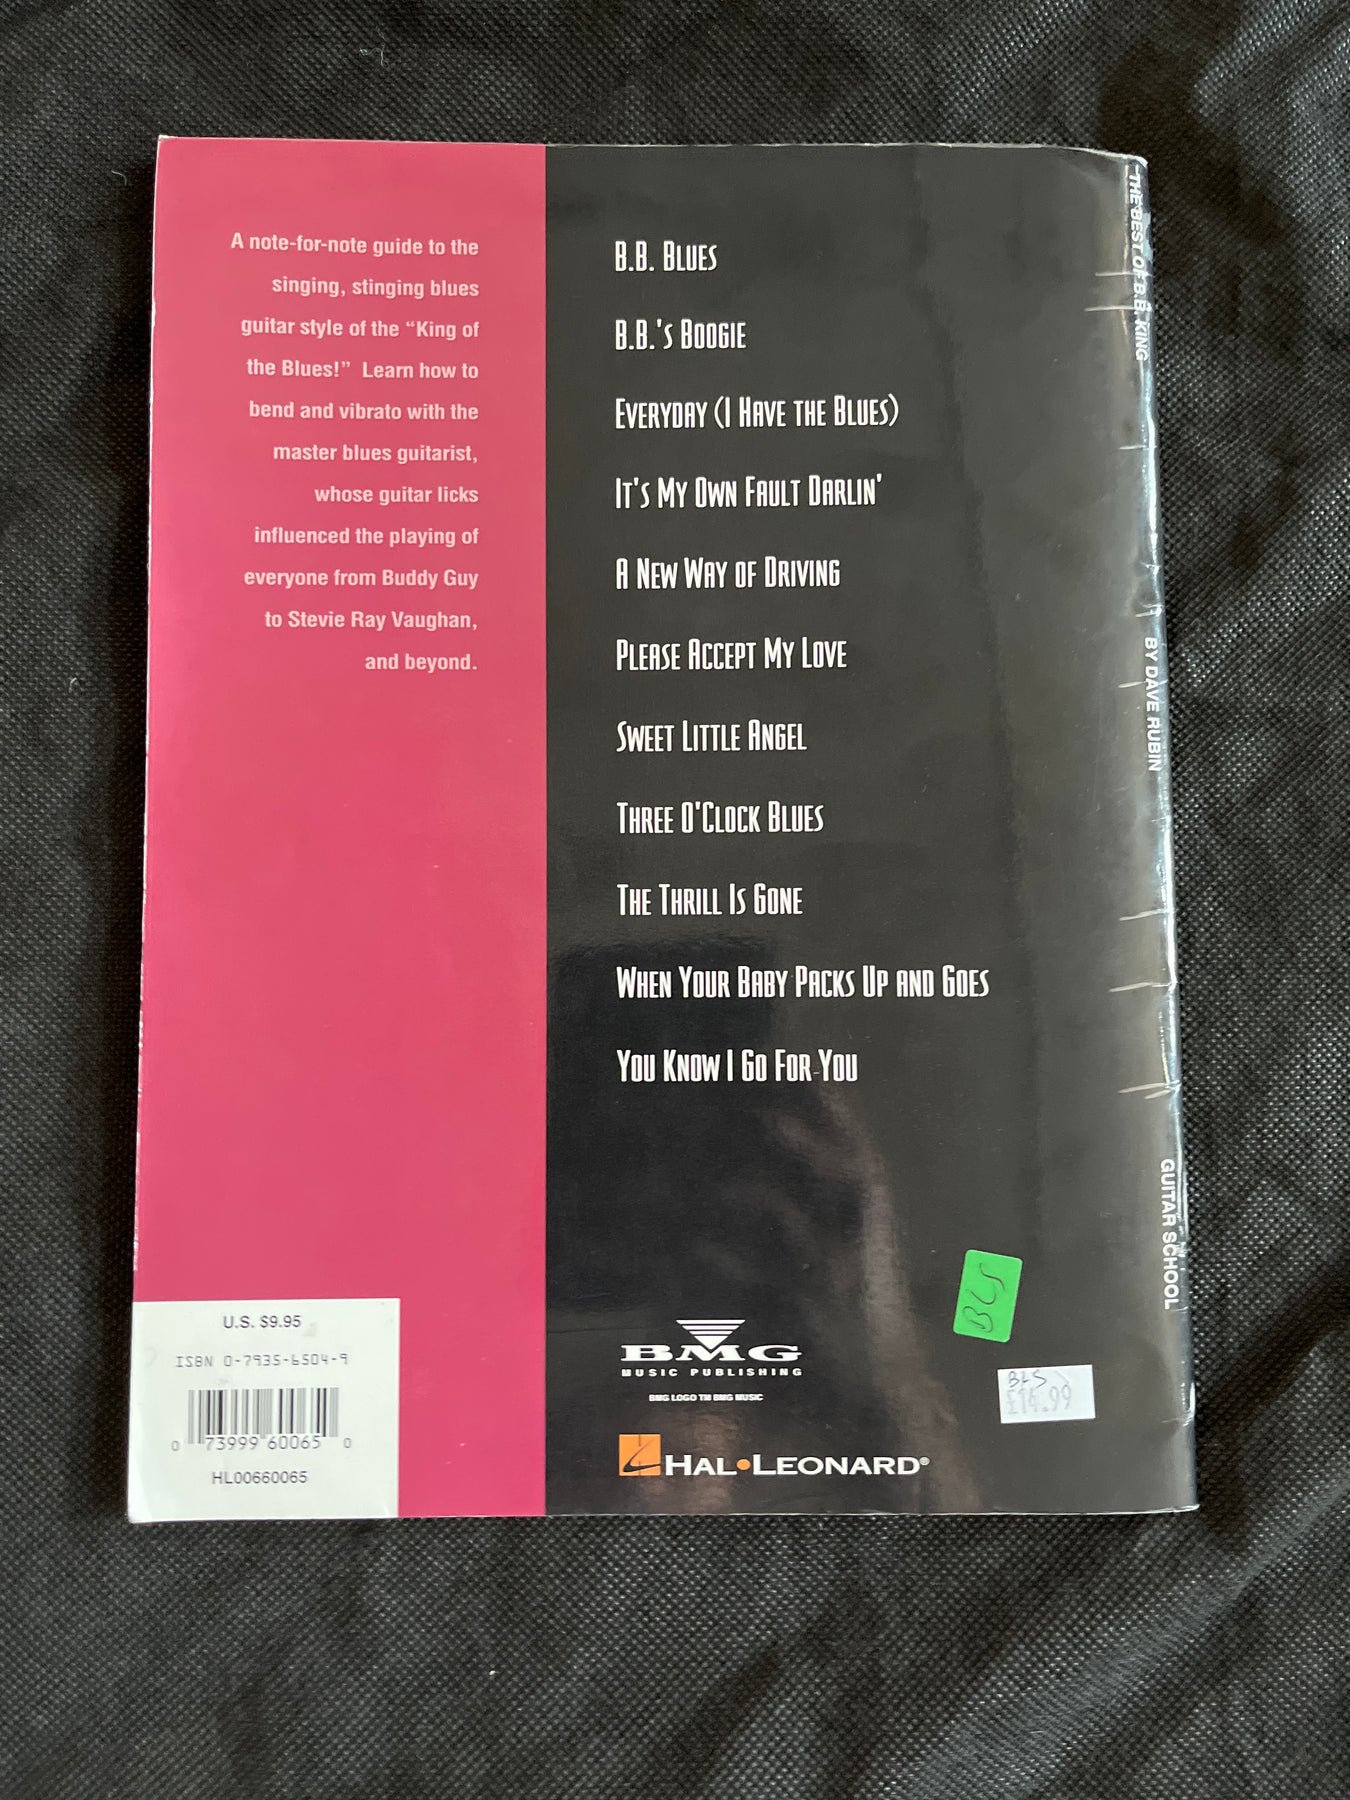 A note-for-note guide to the
singing, stinging blues
guitar style of the “King of
the Blues!” Learn how to
bend and vibrato with the
master blues guitarist,
whose guitar licks
influenced the playing of
everyone from Buddy Guy
to Stevie Ray Vaughan,
and beyond.
B.B. BLUES
B.B.'S BOOGIE
EVERYDAY (I HAVE THE BLUES)
IT'S MY OWN FAULT DARLIN'
A NEW WAY OF DRIVING
PLEASE ACCEPT MY LOVE
SWEET LITTLE ANGEL
THREE O'CLOCK BLUES
THE THRILL IS GONE
WHEN YOUR BABY PACKS UP AND GOES
YOU KNOW I GO FOR YOU
THE BEST OF B.B. KING
BY DAVE RUBIN
GUITAR SCHOOL
U.S. $9.95
ISBN 0-7935-6504-9
0 73999 60065 0
HL00660065
BMG
MUSIC PUBLISHING
BMG LOGO TM BMG MUSIC
HAL•LEONARD®
BLS
BLS
£14.99